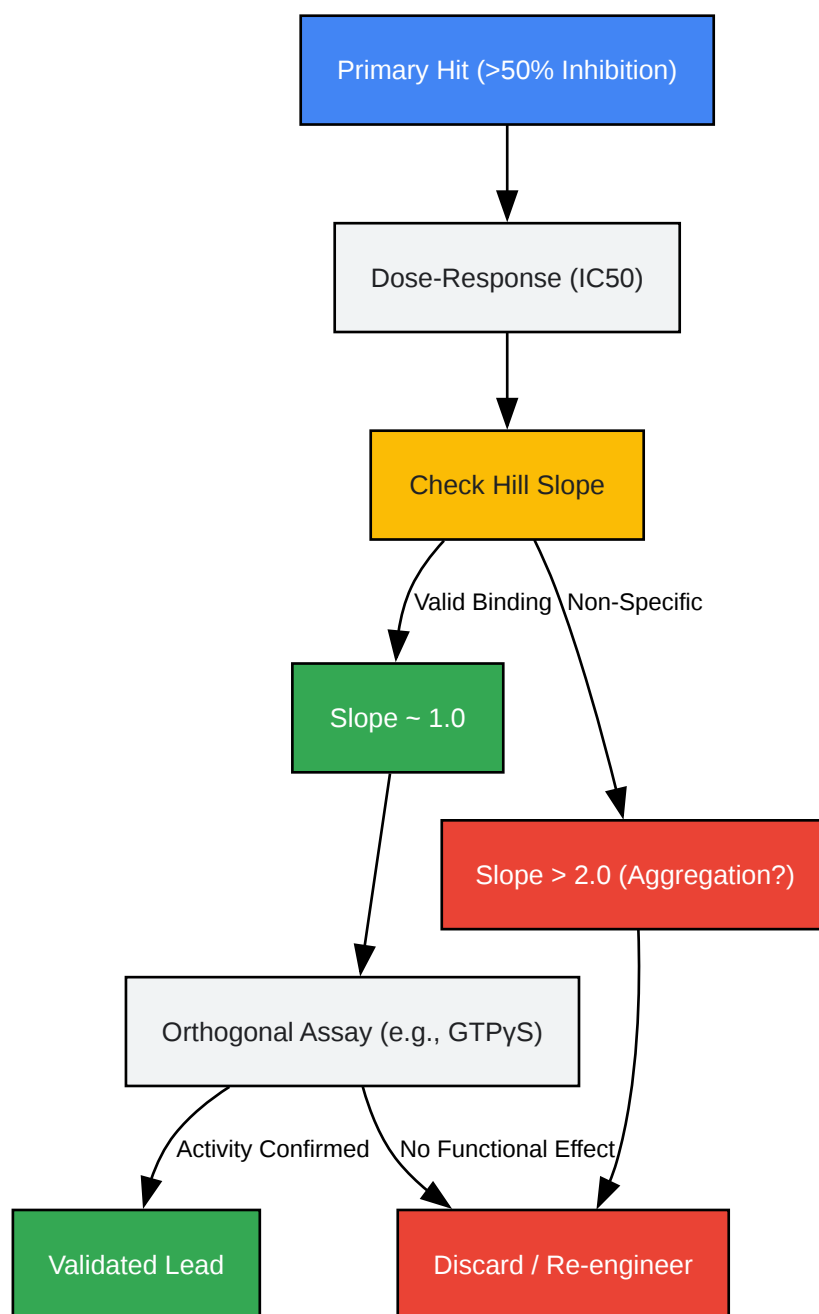 Primary Hit (>50% Inhibition)
Dose-Response (IC50)
Check Hill Slope
Valid Binding
Non-Specific
Slope ~ 1.0
Slope > 2.0 (Aggregation?)
Orthogonal Assay (e.g., GTPγS)
Activity Confirmed
No Functional Effect
Validated Lead
Discard / Re-engineer